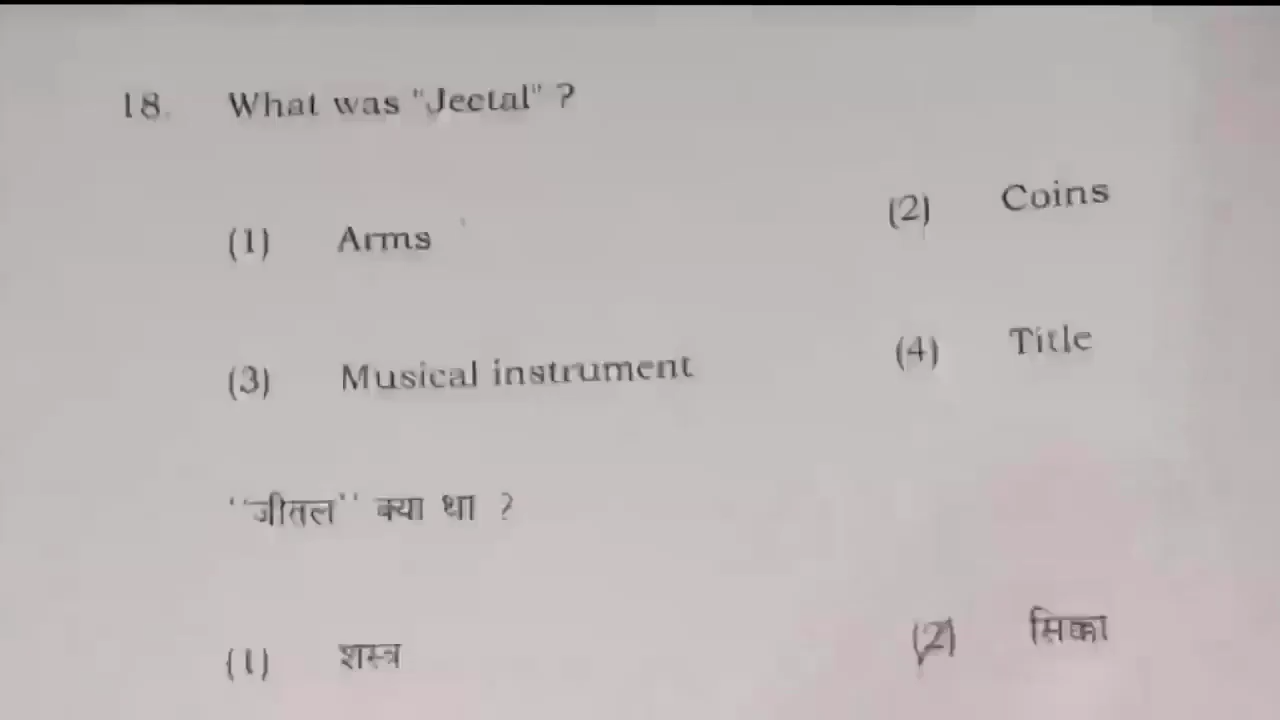 18. What was "Jeetal" ?
(1) Arms (2) Coins
(3) Musical instrument (4) Title
"जीतल" क्या था ?
(1) शस्त्र (2) सिक्का